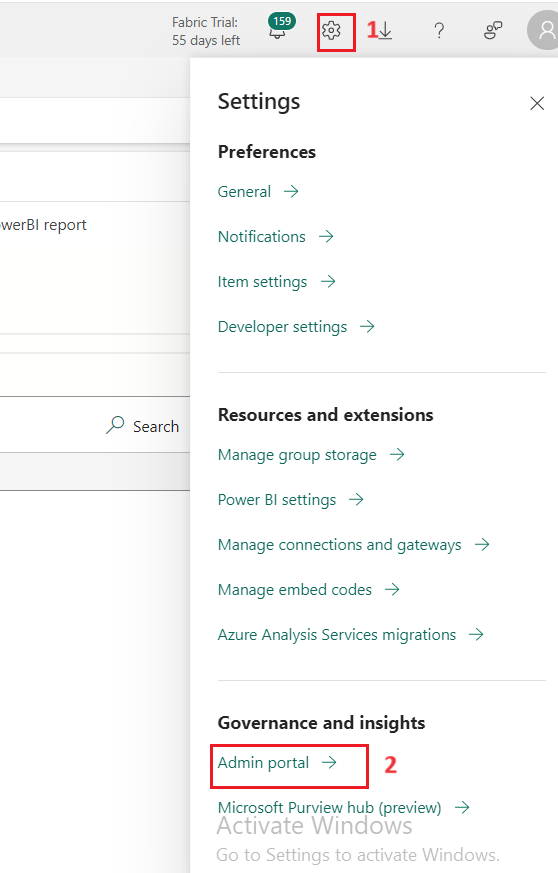 Fabric Trial:
55 days left
159
1
?
Settings
Preferences
General
werBI report
Notifications
Item settings
Developer settings
Resources and extensions
Search
Manage group storage
Power BI settings
Manage connections and gateways
Manage embed codes
Azure Analysis Services migrations
Governance and insights
Admin portal
2
Microsoft Purview hub (preview)
Activate Windows
Go to Settings to activate Windows.